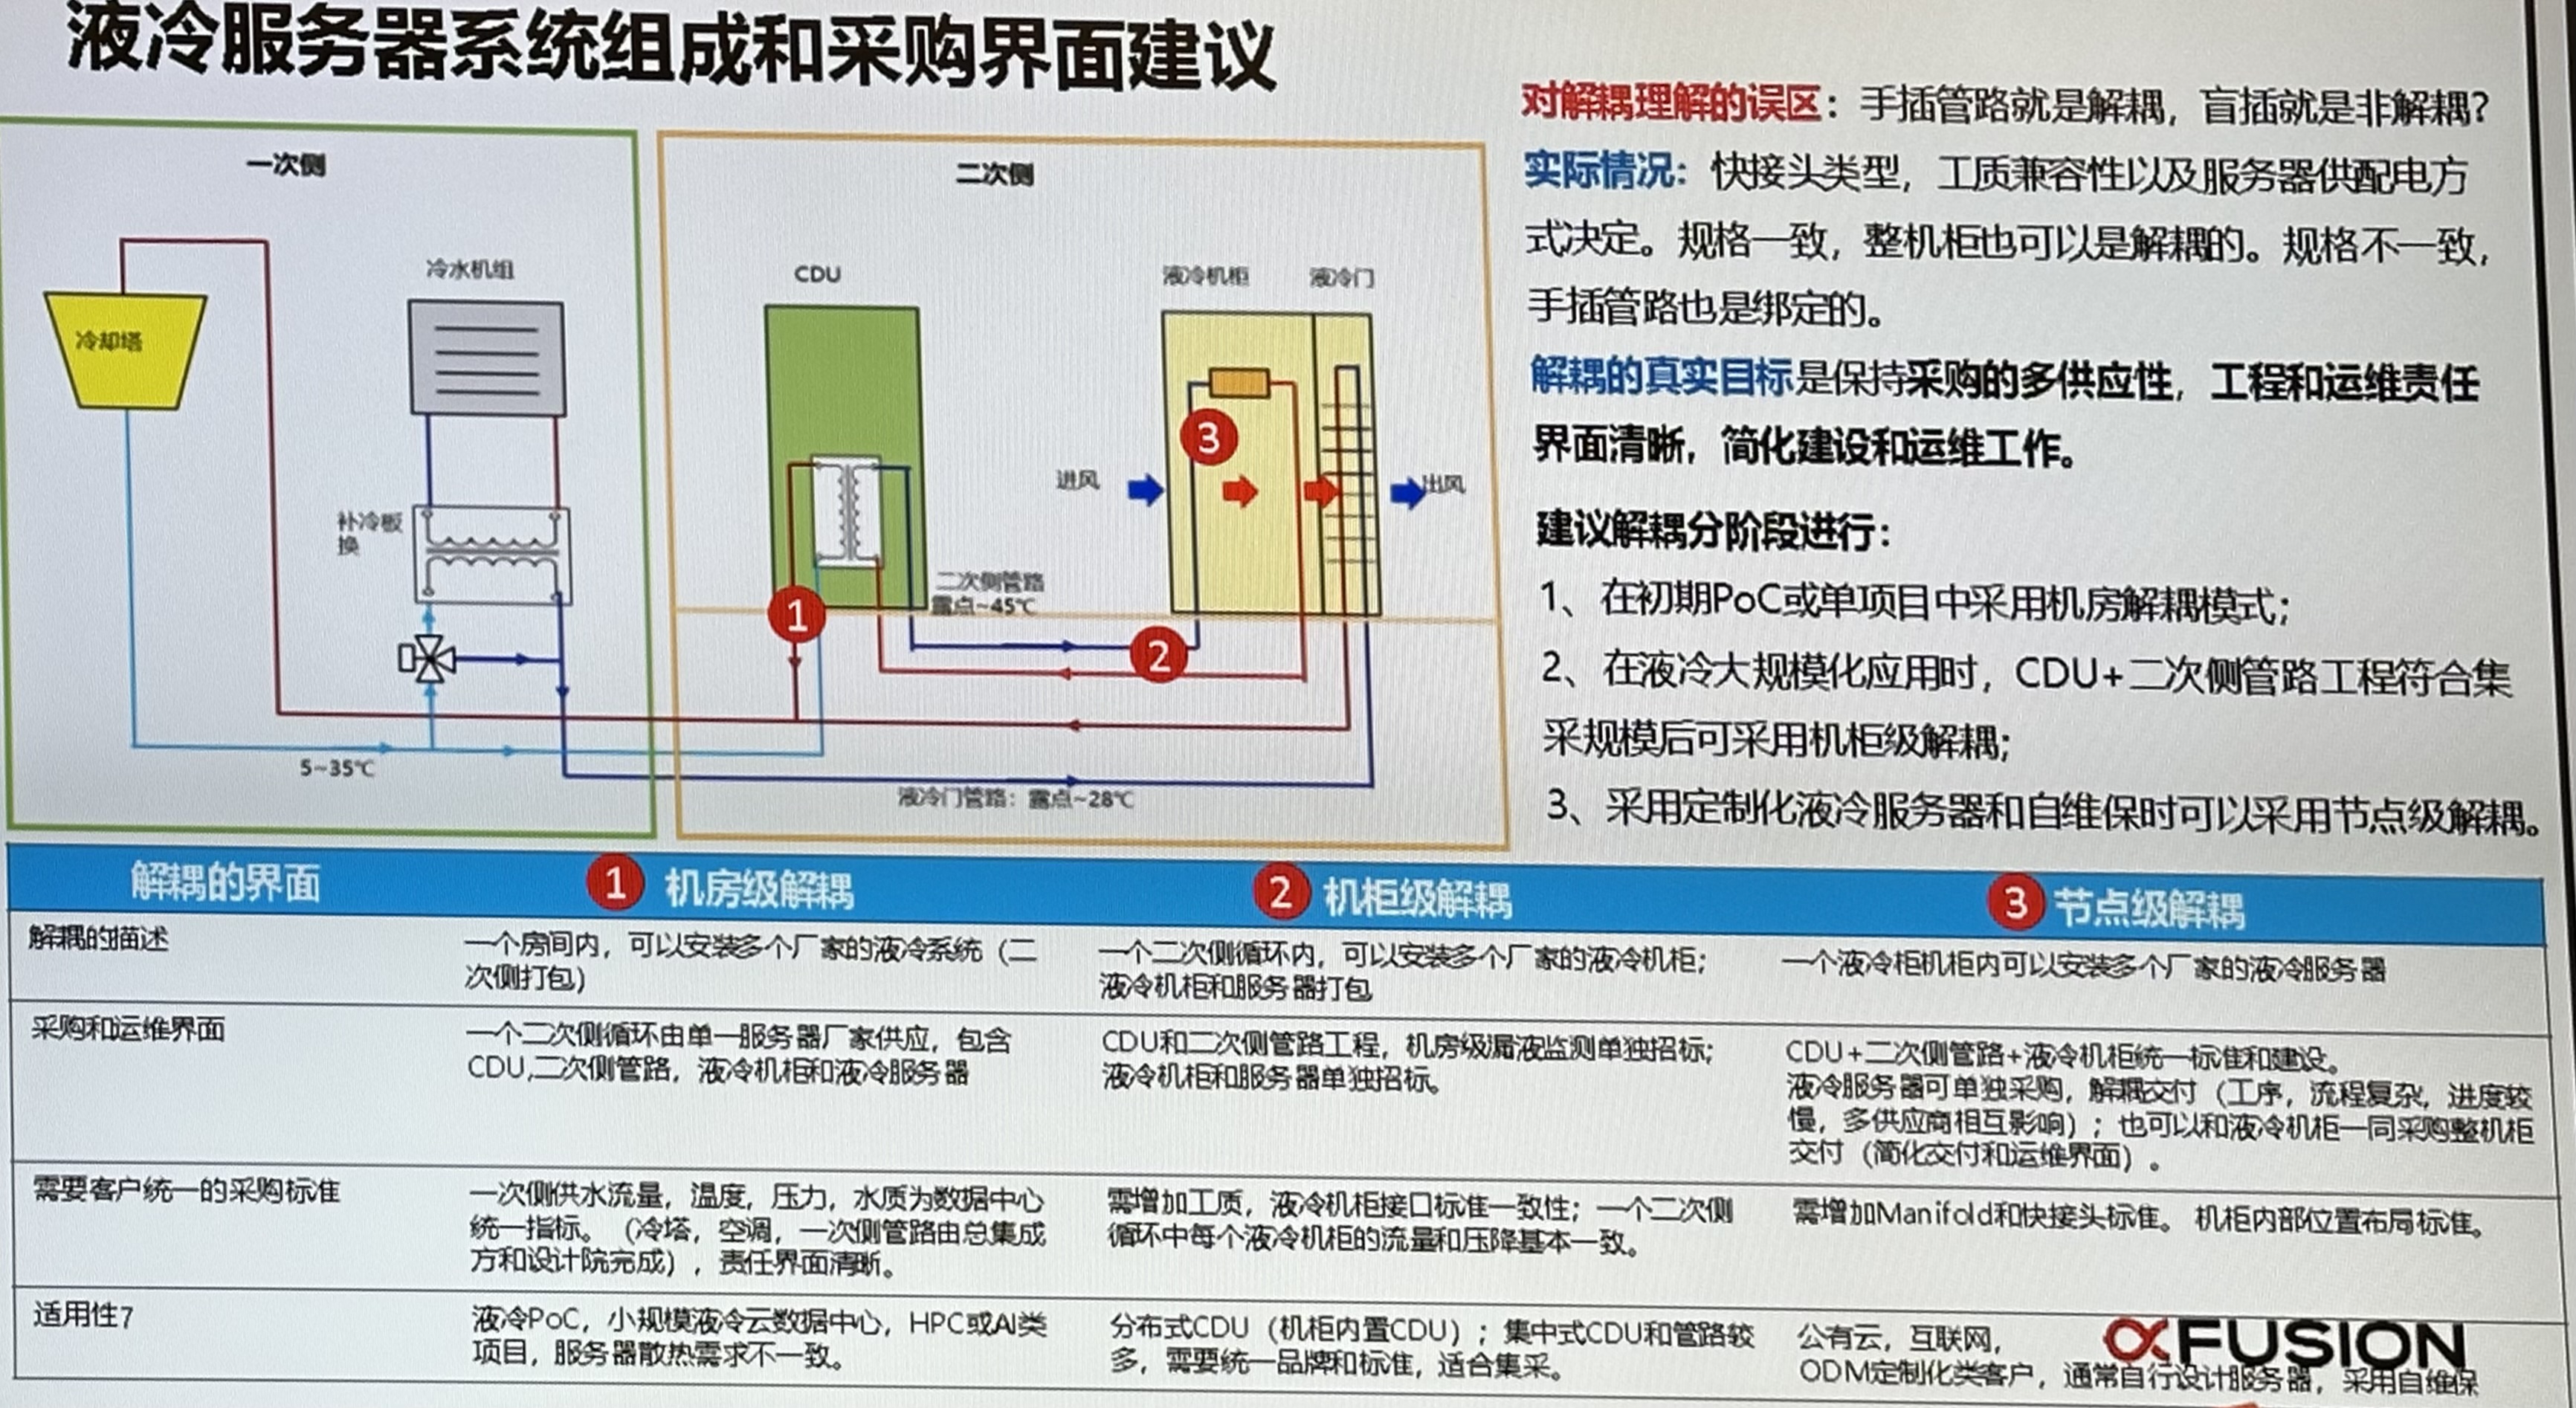 液冷服务器系统组成和采购界面建议
一次侧
冷却塔
冷水机组
补冷板
换
5~35℃
二次侧
CDU
液冷机柜
液冷门
进风
出风
3
二次侧管路
露点~45℃
1
2
液冷门管路：露点~28℃
对解耦理解的误区：手插管路就是解耦，盲插就是非解耦?
实际情况：快接头类型，工质兼容性以及服务器供配电方
式决定。规格一致，整机柜也可以是解耦的。规格不一致，
手插管路也是绑定的。
解耦的真实目标是保持采购的多供应性，工程和运维责任
界面清晰，简化建设和运维工作。
建议解耦分阶段进行：
1、在初期PoC或单项目中采用机房解耦模式；
2、在液冷大规模化应用时，CDU+二次侧管路工程符合集
采规模后可采用机柜级解耦；
3、采用定制化液冷服务器和自维保时可以采用节点级解耦。
解耦的界面
1 机房级解耦
2 机柜级解耦
3 节点级解耦
解耦的描述
一个房间内，可以安装多个厂家的液冷系统（二
次侧打包）
一个二次侧循环内，可以安装多个厂家的液冷机柜；
液冷机柜和服务器打包
一个液冷柜机柜内可以安装多个厂家的液冷服务器
采购和运维界面
一个二次侧循环由单一服务器厂家供应，包含
CDU,二次侧管路，液冷机柜和液冷服务器
CDU和二次侧管路工程，机房级漏液监测单独招标；
液冷机柜和服务器单独招标。
CDU+二次侧管路+液冷机柜统一标准和建设。
液冷服务器可单独采购，解耦交付（工序，流程复杂，进度较
慢，多供应商相互影响）；也可以和液冷机柜一同采购整机柜
交付（简化交付和运维界面）。
需要客户统一的采购标准
一次侧供水流量，温度，压力，水质为数据中心
统一指标。（冷塔，空调，一次侧管路由总集成
方和设计院完成），责任界面清晰。
需增加工质，液冷机柜接口标准一致性；一个二次侧
循环中每个液冷机柜的流量和压降基本一致。
需增加Manifold和快接头标准。 机柜内部位置布局标准。
适用性7
液冷PoC，小规模液冷云数据中心，HPC或AI类
项目，服务器散热需求不一致。
分布式CDU（机柜内置CDU）；集中式CDU和管路较
多，需要统一品牌和标准，适合集采。
公有云，互联网，
ODM定制化类客户，通常自行设计服务器，采用自维保
FUSION